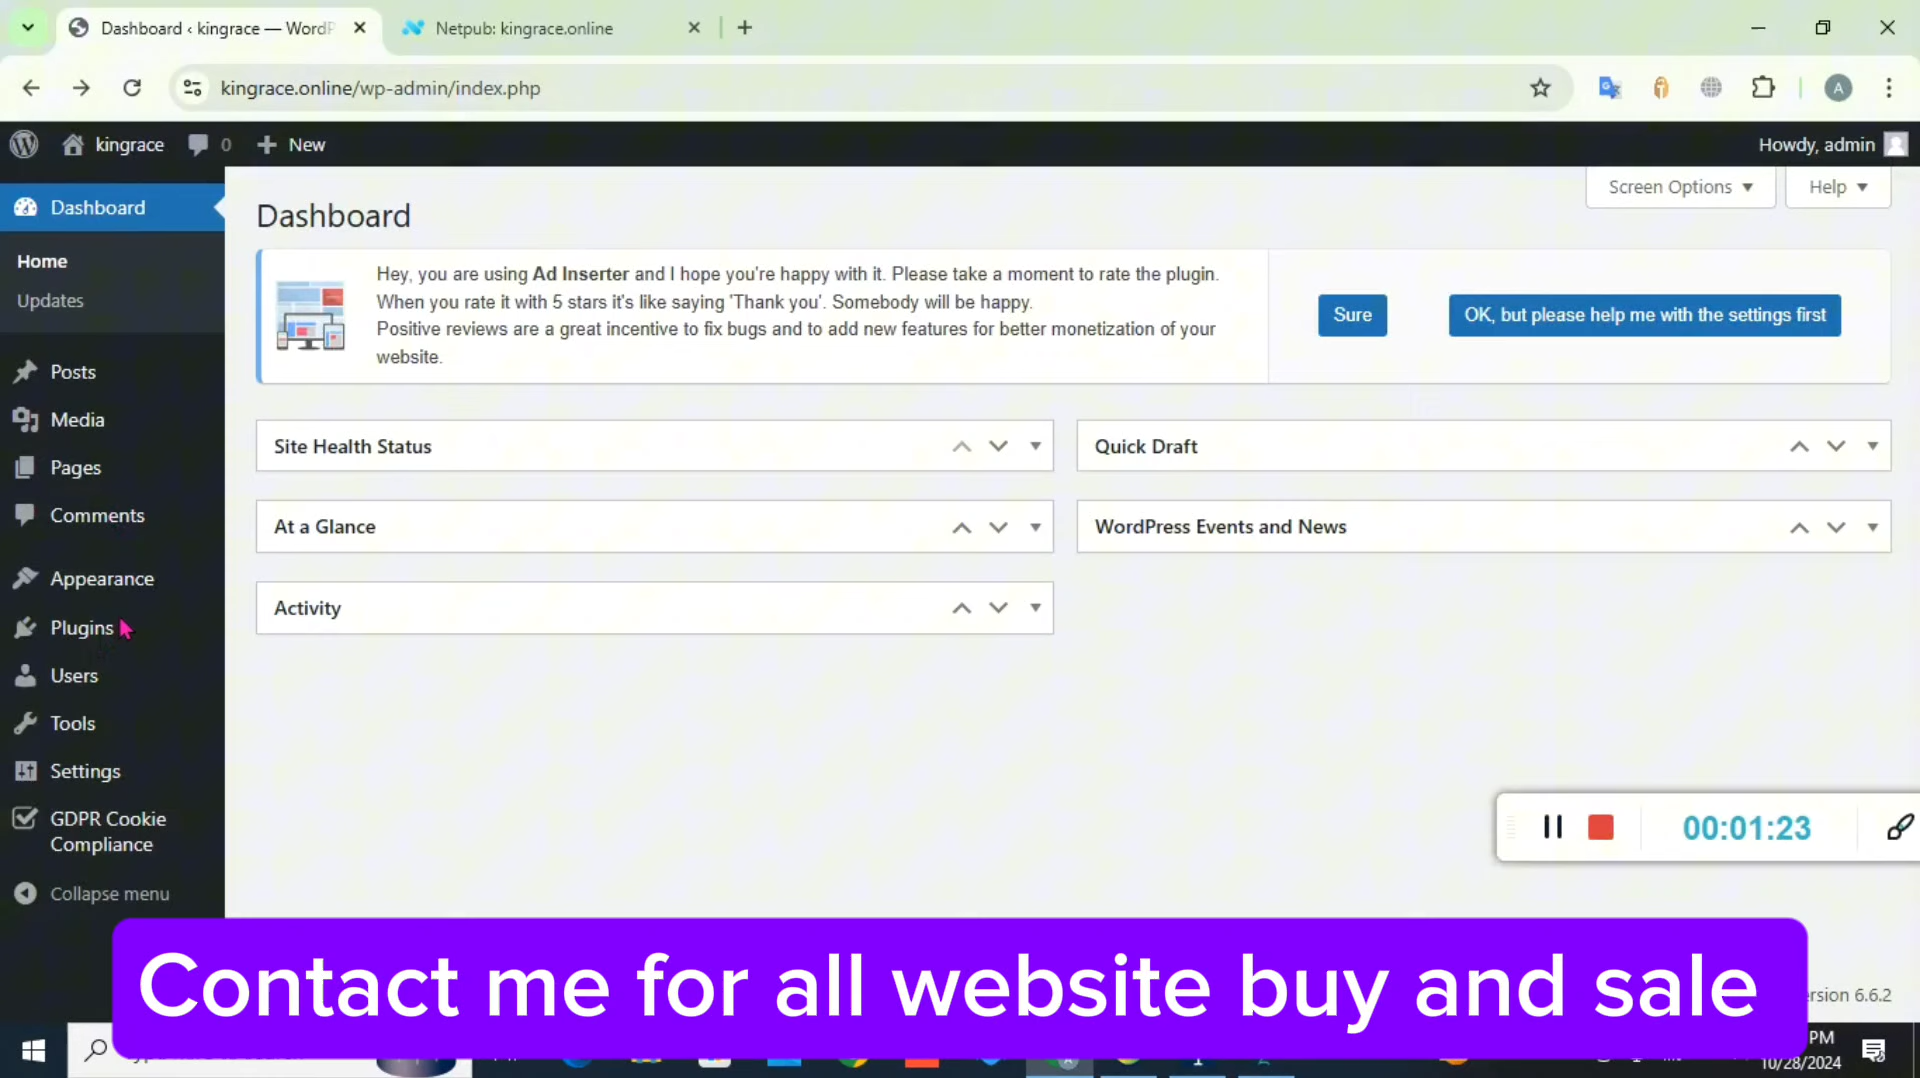 Dashboard ‹ kingrace — WordP
Netpub: kingrace.online
kingrace.online/wp-admin/index.php
A
kingrace
0
New
Howdy, admin
Dashboard
Screen Options
Help
Dashboard
Home
Updates
Hey, you are using Ad Inserter and I hope you're happy with it. Please take a moment to rate the plugin.
When you rate it with 5 stars it's like saying 'Thank you'. Somebody will be happy.
Positive reviews are a great incentive to fix bugs and to add new features for better monetization of your
website.
Sure
OK, but please help me with the settings first
Posts
Media
Pages
Comments
Appearance
Plugins
Users
Tools
Settings
GDPR Cookie
Compliance
Collapse menu
Site Health Status
Quick Draft
At a Glance
WordPress Events and News
Activity
00:01:23
Contact me for all website buy and sale
ersion 6.6.2
PM
10/28/2024